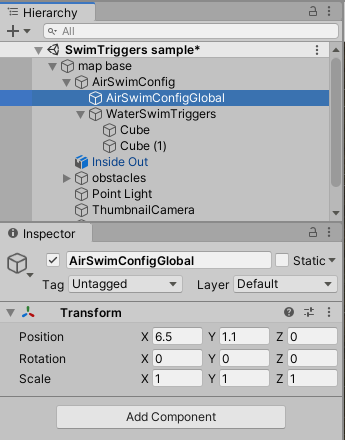 Hierarchy
+ All
SwimTriggers sample*
map base
AirSwimConfig
AirSwimConfigGlobal
WaterSwimTriggers
Cube
Cube (1)
Inside Out
obstacles
Point Light
ThumbnailCamera
Inspector
AirSwimConfigGlobal Static
Tag Untagged Layer Default
Transform
Position X 6.5 Y 1.1 Z 0
Rotation X 0 Y 0 Z 0
Scale X 1 Y 1 Z 1
Add Component